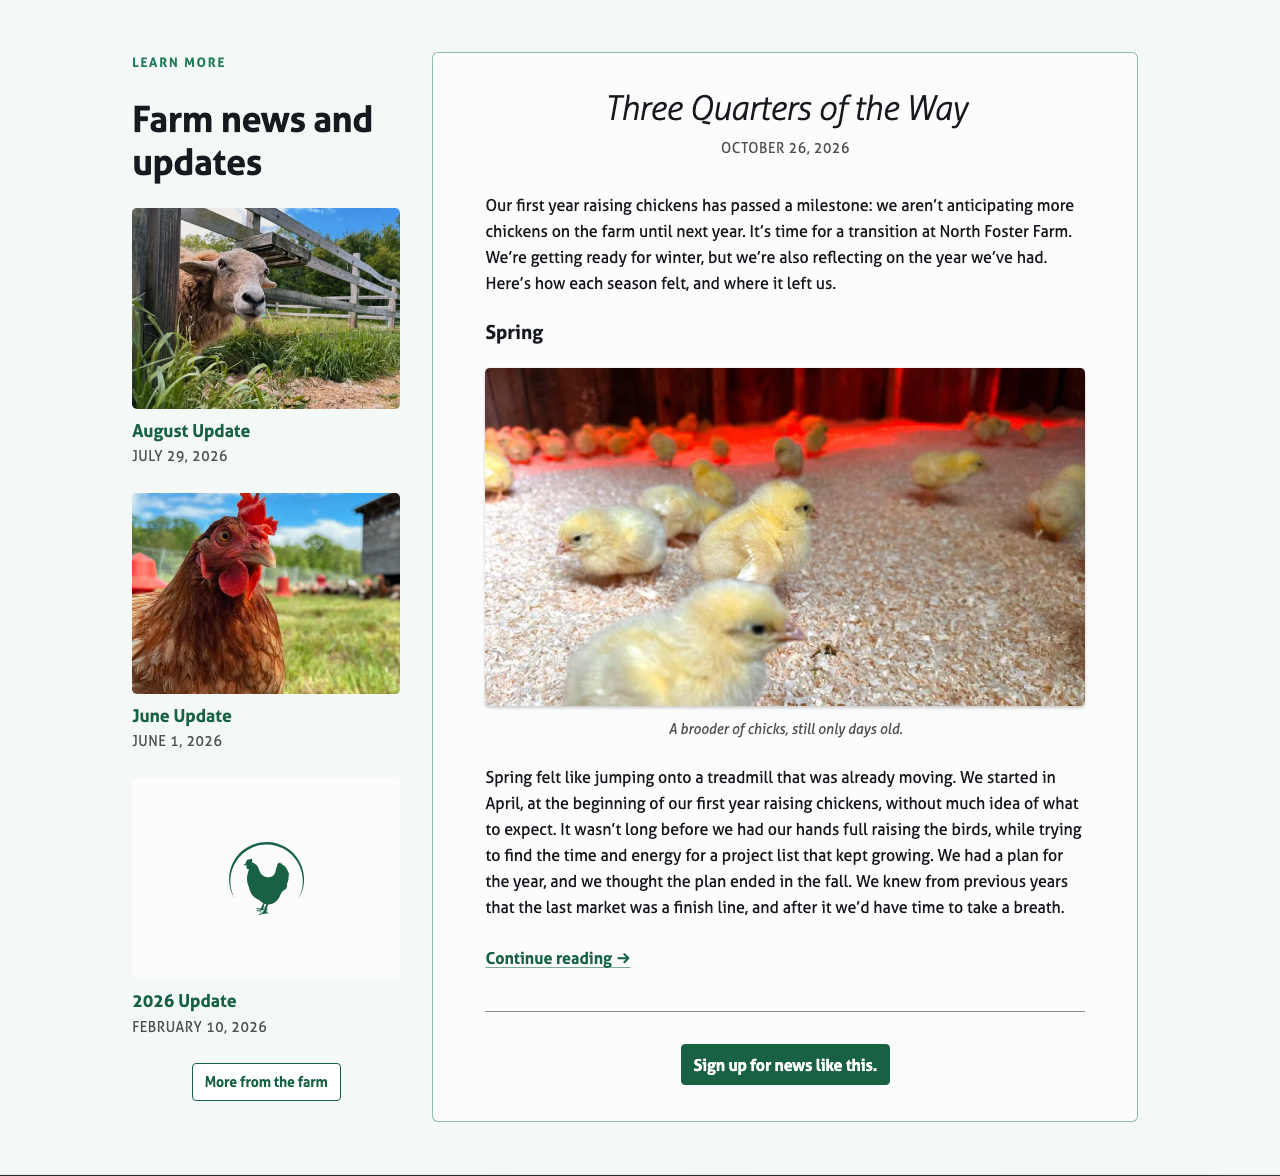 LEARN MORE
Farm news and
updates
August Update
JULY 29, 2026
June Update
JUNE 1, 2026
2026 Update
FEBRUARY 10, 2026
More from the farm
Three Quarters of the Way
OCTOBER 26, 2026
Our first year raising chickens has passed a milestone: we aren’t anticipating more
chickens on the farm until next year. It’s time for a transition at North Foster Farm.
We’re getting ready for winter, but we’re also reflecting on the year we’ve had.
Here’s how each season felt, and where it left us.
Spring
A brooder of chicks, still only days old.
Spring felt like jumping onto a treadmill that was already moving. We started in
April, at the beginning of our first year raising chickens, without much idea of what
to expect. It wasn’t long before we had our hands full raising the birds, while trying
to find the time and energy for a project list that kept growing. We had a plan for
the year, and we thought the plan ended in the fall. We knew from previous years
that the last market was a finish line, and after it we’d have time to take a breath.
Continue reading →
Sign up for news like this.